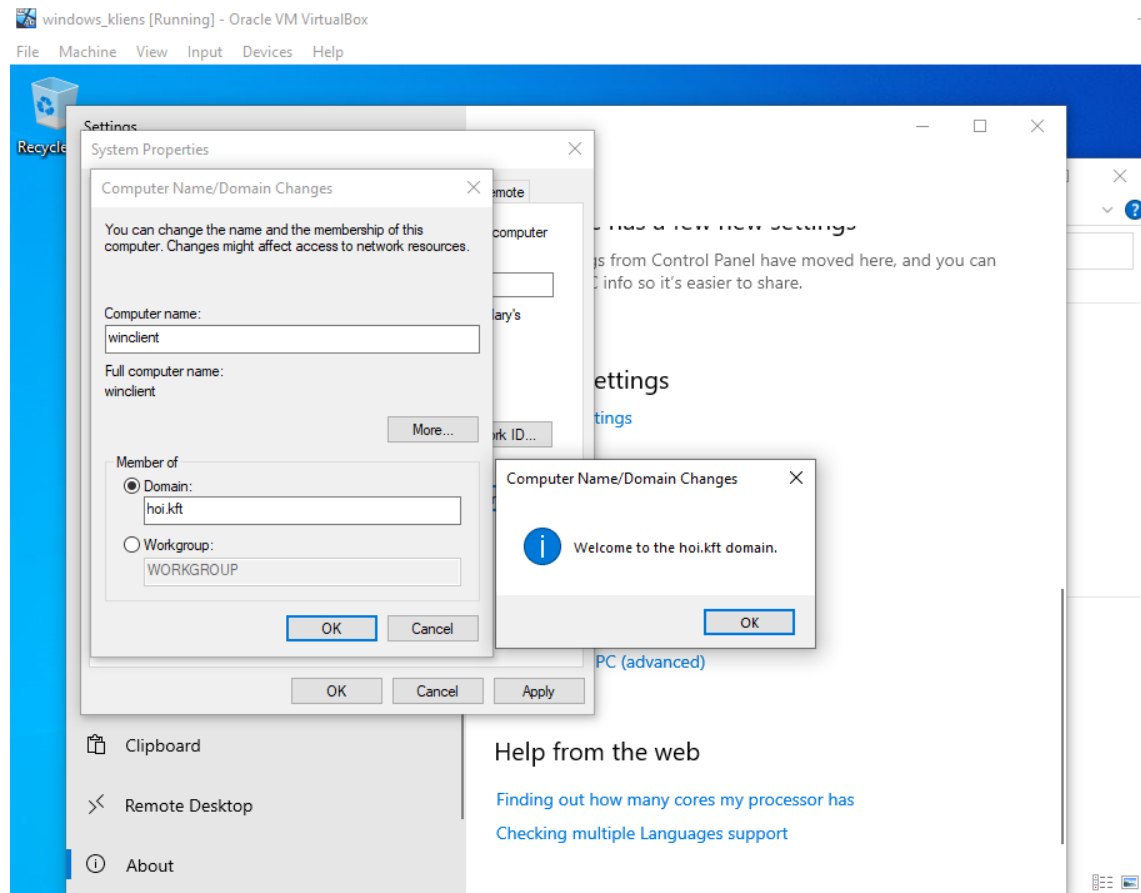 windows_kliens [Running] - Oracle VM VirtualBox
File Machine View Input Devices Help
Recycle
Settings
System Properties
Computer Name/Domain Changes
emote
You can change the name and the membership of this
computer. Changes might affect access to network resources.
computer
gs from Control Panel have moved here, and you can
info so it's easier to share.
Computer name:
winclient
lary's
Full computer name:
winclient
ettings
tings
More...
rk ID...
Member of
Domain:
hoi.kft
Workgroup:
WORKGROUP
OK Cancel
Computer Name/Domain Changes
Welcome to the hoi.kft domain.
OK
PC (advanced)
OK Cancel Apply
Clipboard
Remote Desktop
About
Help from the web
Finding out how many cores my processor has
Checking multiple Languages support